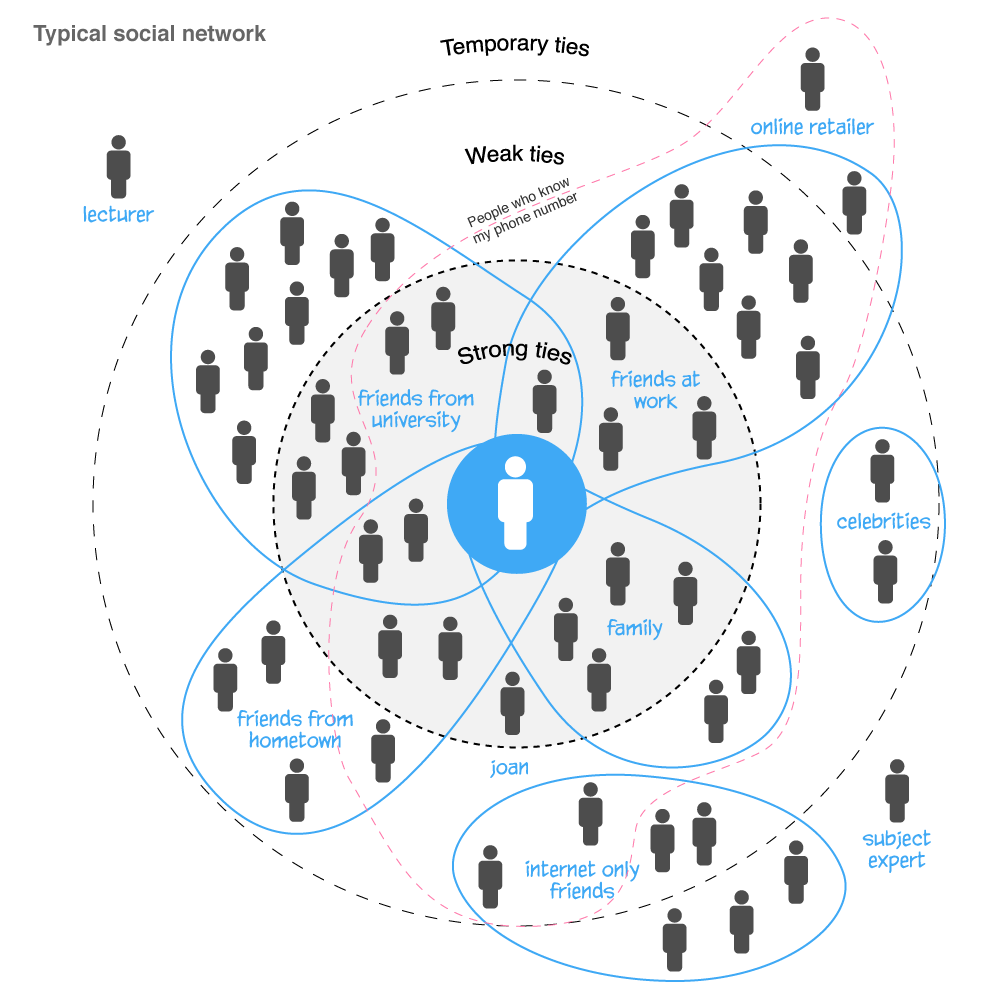 Typical social network
Temporary ties
online retailer
Weak ties
lecturer
People who know
my phone number
Strong ties
friends from
university
friends at
work
celebrities
family
friends from
hometown
joan
subject
expert
internet only
friends